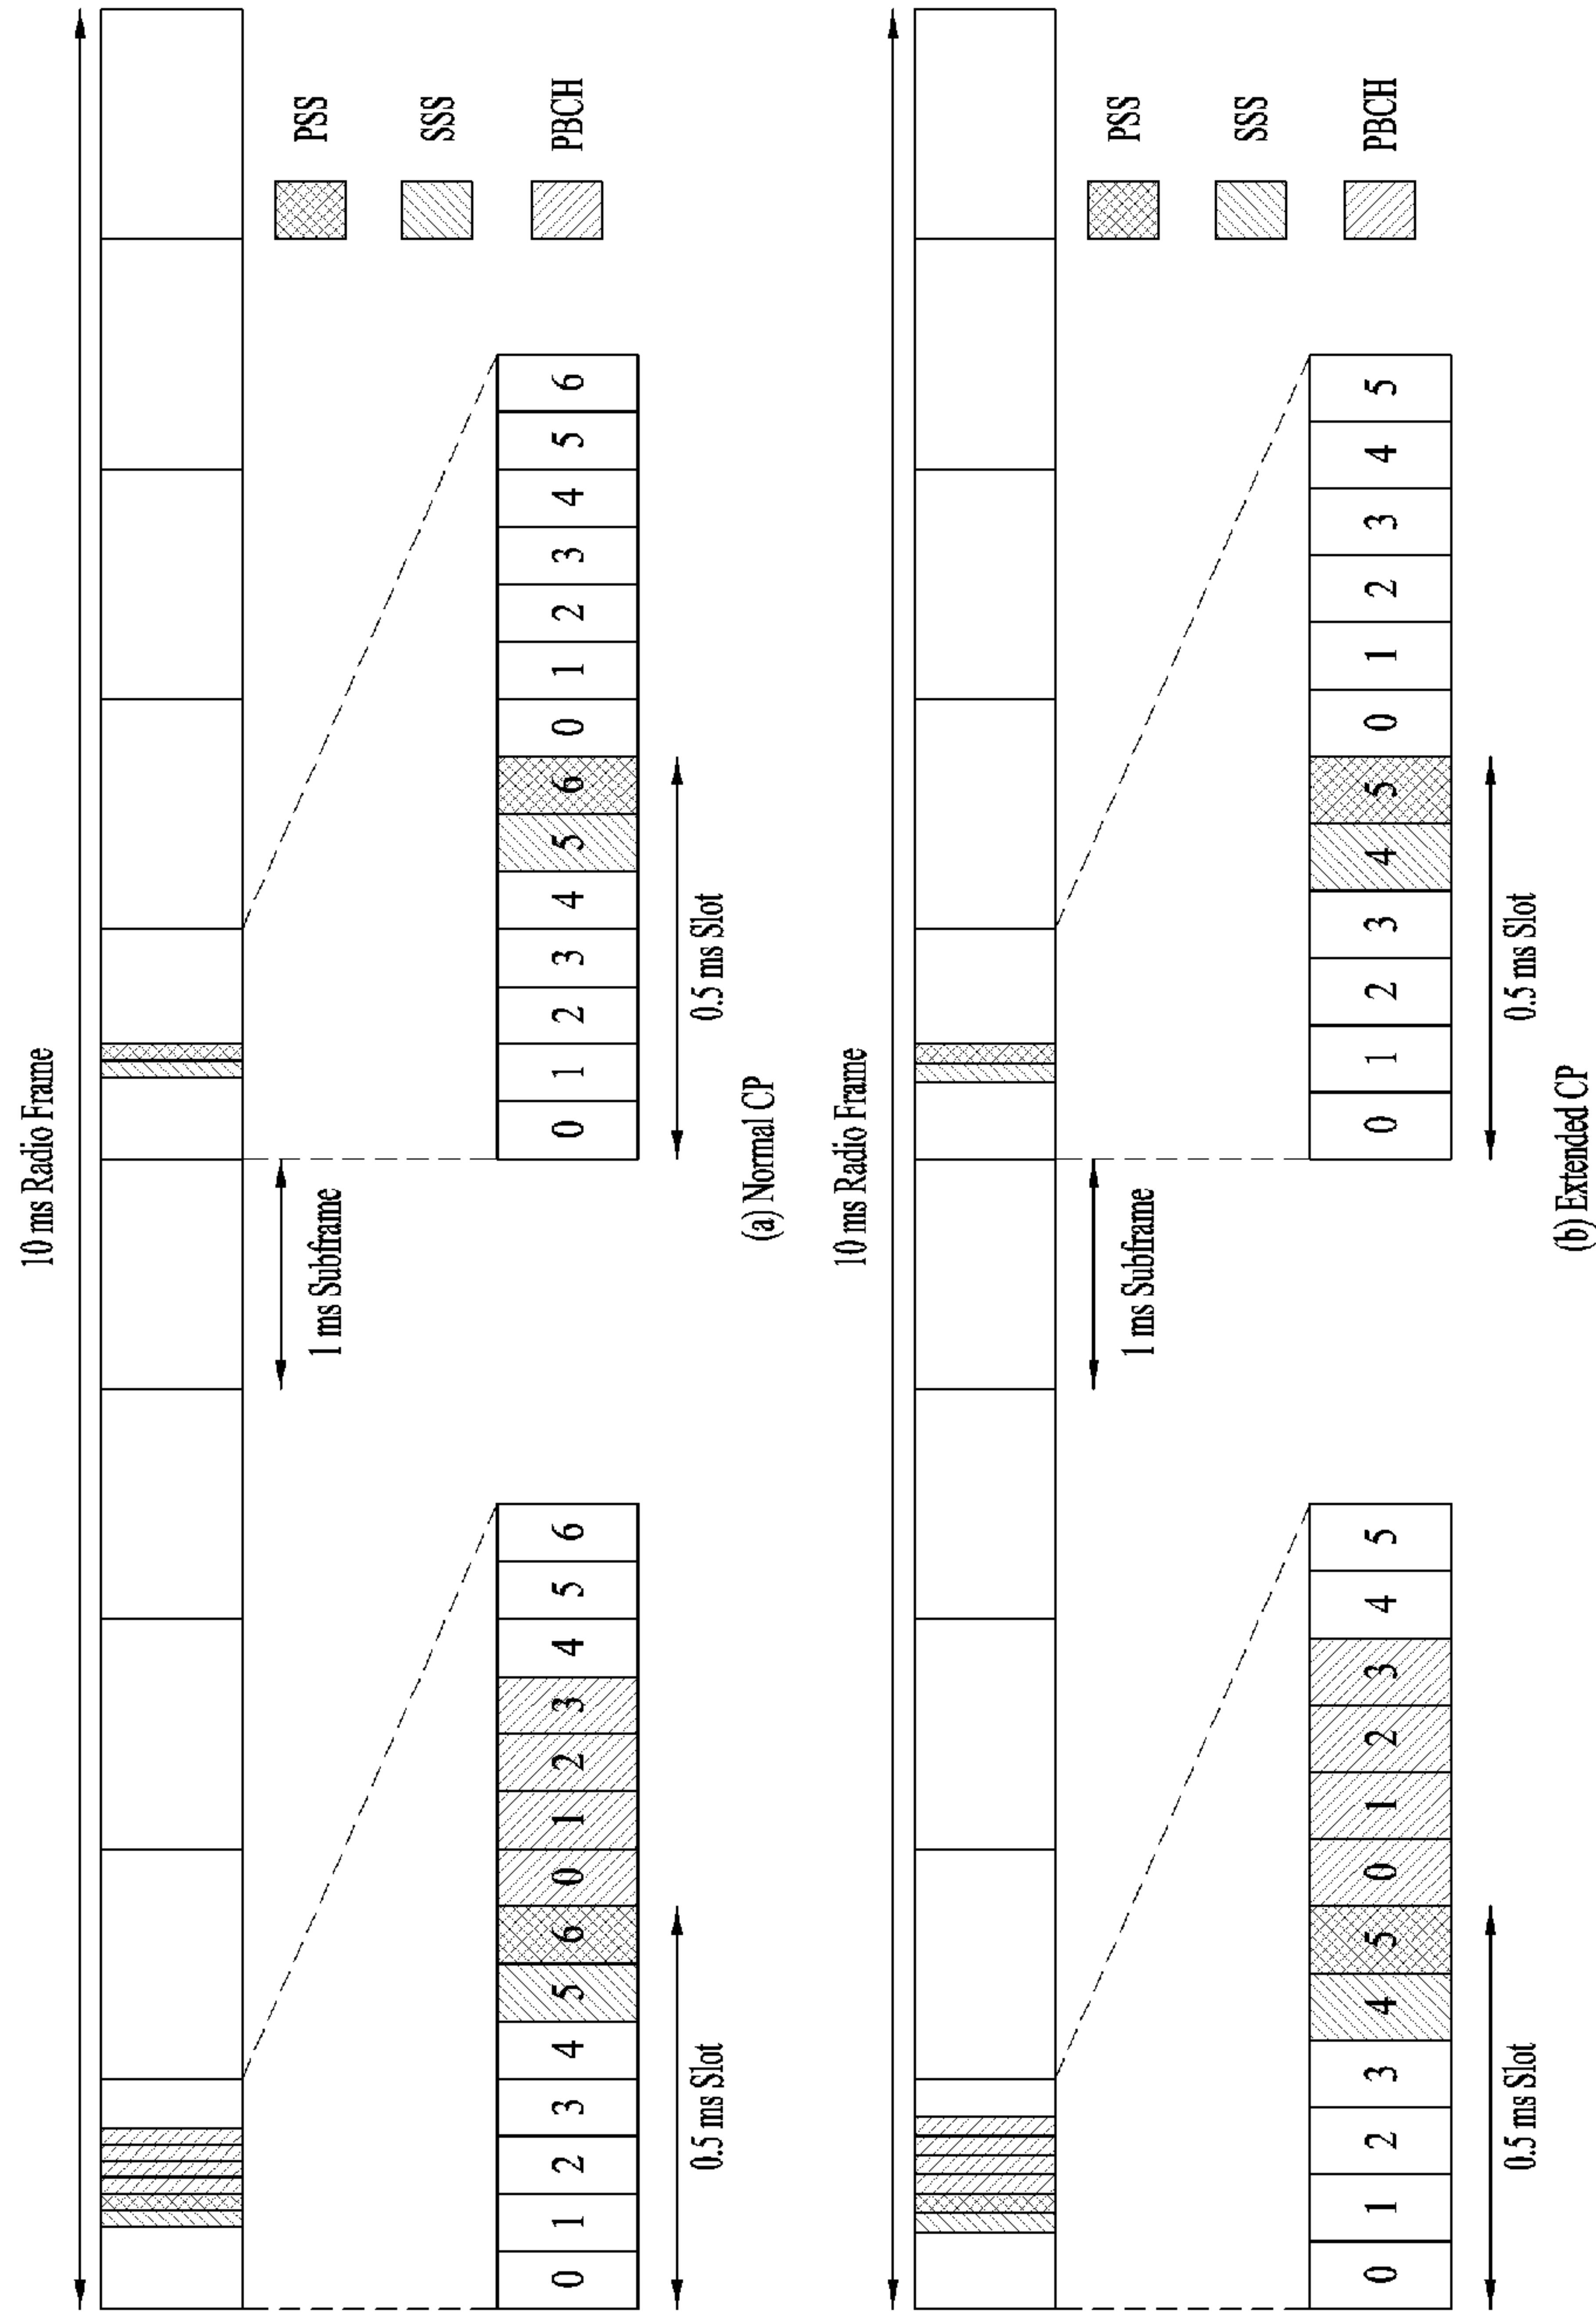 10 ms Radio Frame
PSS
SSS
PBCH
1 ms Subframe
0 1 2 3 4 5 6 0 1 2 3 4 5 6
0 1 2 3 4 5 6 0 1 2 3 4 5 6
0.5 ms Slot
0.5 ms Slot
(a) Normal CP
10 ms Radio Frame
PSS
SSS
PBCH
1 ms Subframe
0 1 2 3 4 5 0 1 2 3 4 5
0 1 2 3 4 5 0 1 2 3 4 5
0.5 ms Slot
0.5 ms Slot
(b) Extended CP